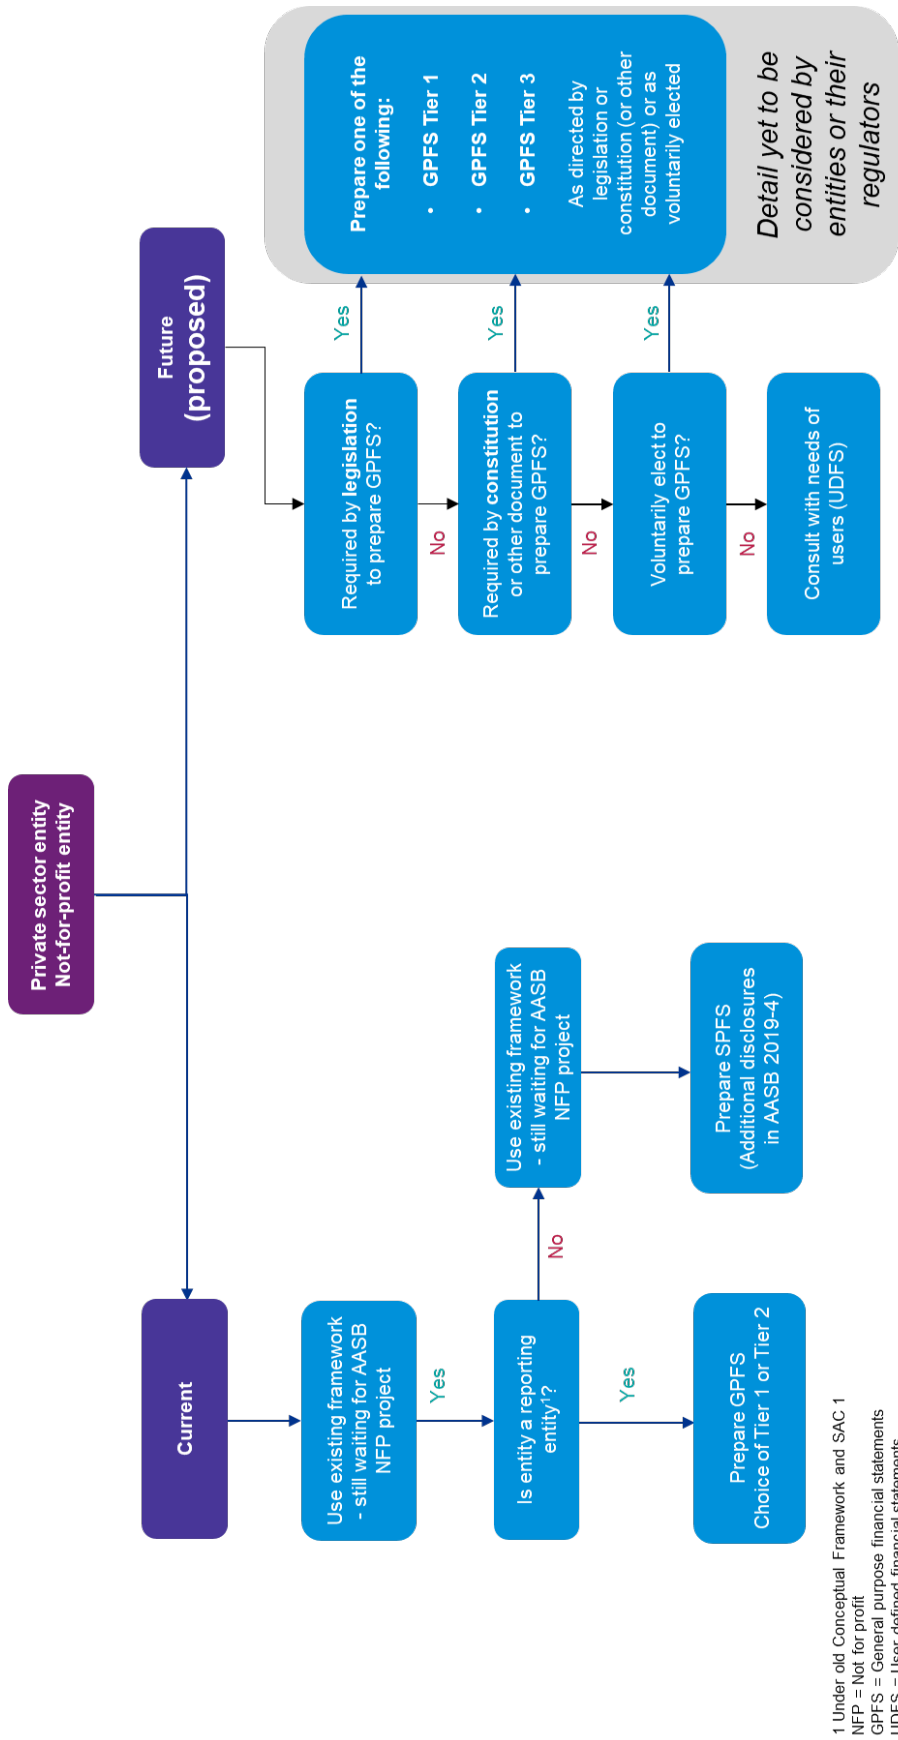 Private sector entity
Not-for-profit entity
Current
Use existing framework
- still waiting for AASB
NFP project
Yes
Is entity a reporting
entity¹?
No
Use existing framework
- still waiting for AASB
NFP project
Yes
Prepare GPFS
Choice of Tier 1 or Tier 2
Prepare SPFS
(Additional disclosures
in AASB 2019-4)
Future
(proposed)
Required by legislation
to prepare GPFS?
Yes
No
Required by constitution
or other document to
prepare GPFS?
Yes
No
Voluntarily elect to
prepare GPFS?
Yes
No
Consult with needs of
users (UDFS)
Prepare one of the
following:
• GPFS Tier 1
• GPFS Tier 2
• GPFS Tier 3
As directed by
legislation or
constitution (or other
document) or as
voluntarily elected
Detail yet to be
considered by
entities or their
regulators
1 Under old Conceptual Framework and SAC 1
NFP = Not for profit
GPFS = General purpose financial statements
UDFS = User defined financial statements